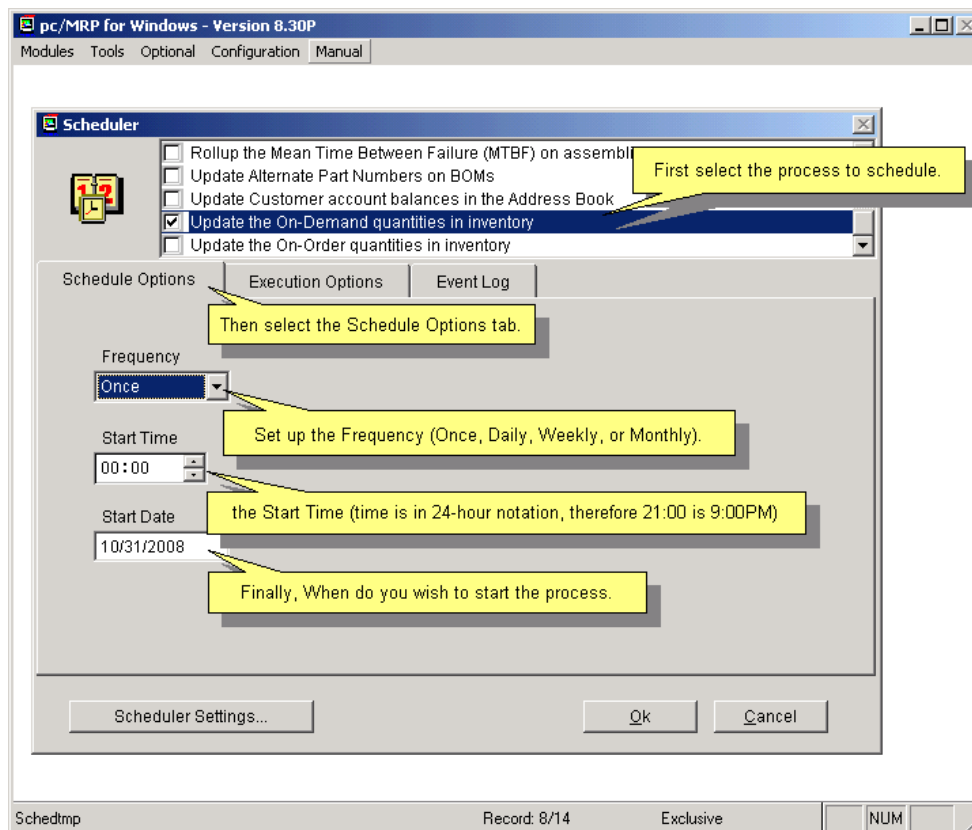 pc/MRP for Windows - Version 8.30P
Modules Tools Optional Configuration Manual
Scheduler
Rollup the Mean Time Between Failure (MTBF) on
Update Alternate Part Numbers on BOMs
Update Customer account balances in the Address Book
Update the On-Demand quantities in inventory
Update the On-Order quantities in inventory
First select the process to schedule.
Schedule Options Execution Options Event Log
Then select the Schedule Options tab.
Frequency
Once
Set up the Frequency (Once, Daily, Weekly, or Monthly).
Start Time
00:00
the Start Time (time is in 24-hour notation, therefore 21:00 is 9:00PM)
Start Date
10/31/2008
Finally, When do you wish to start the process.
Scheduler Settings... Ok Cancel
Schedtmp Record: 8/14 Exclusive NUM